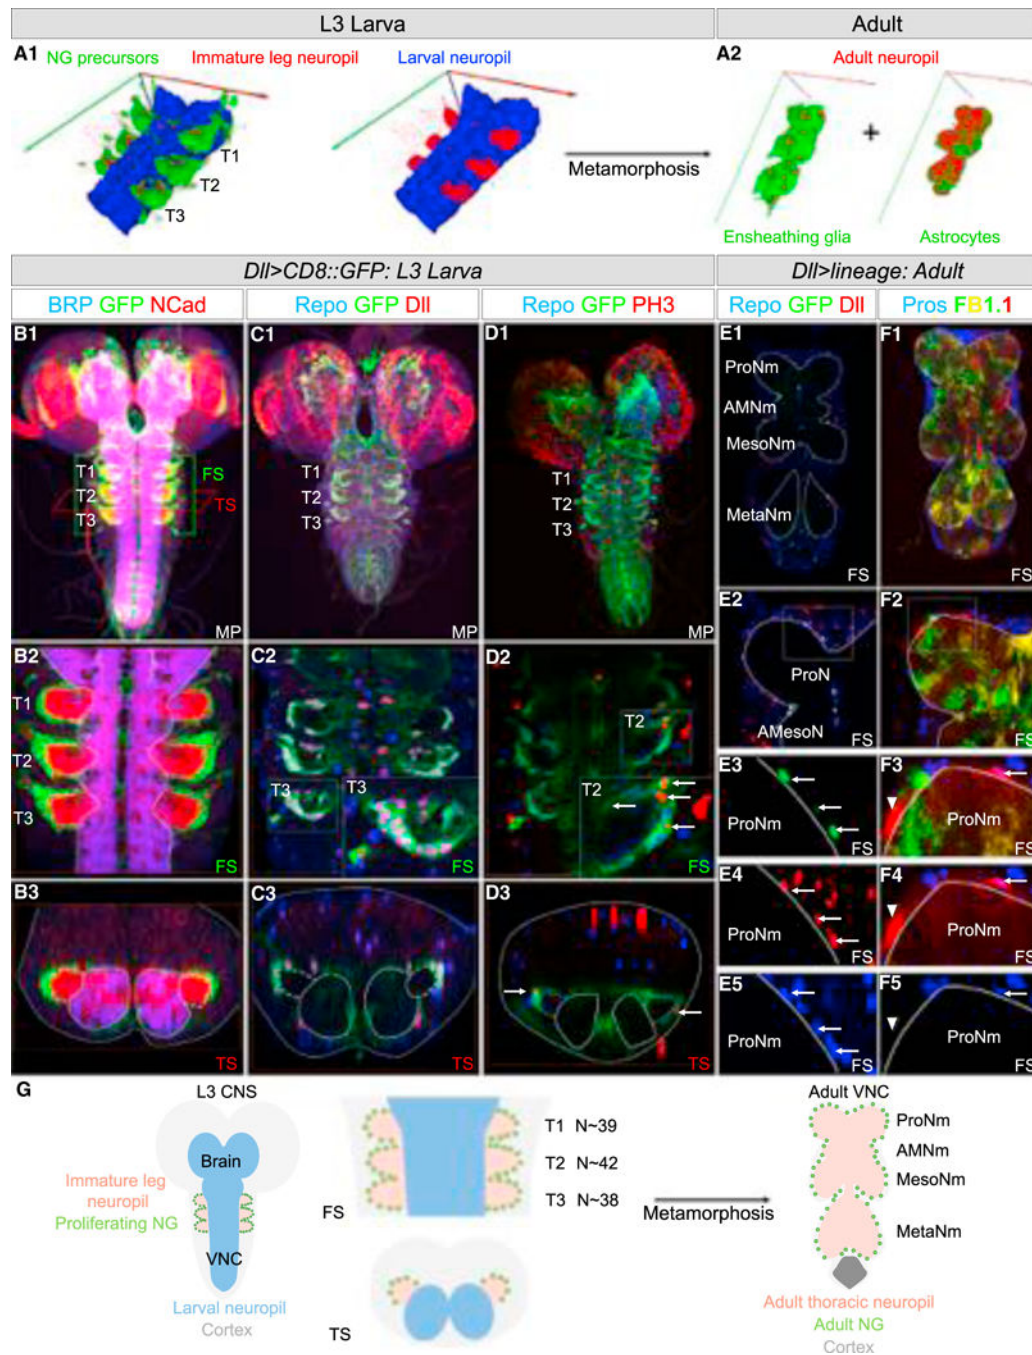 L3 Larva
Adult
A1
NG precursors
Immature leg neuropil
Larval neuropil
A2
Adult neuropil
T1
T2
T3
Metamorphosis
+
Ensheathing glia
Astrocytes
Dll>CD8::GFP: L3 Larva
Dll>lineage: Adult
BRP GFP NCad
Repo GFP Dll
Repo GFP PH3
Repo GFP Dll
Pros FB1.1
B1
T1
T2
T3
FS
TS
MP
C1
T1
T2
T3
MP
D1
T1
T2
T3
MP
E1
ProNm
AMNm
MesoNm
MetaNm
FS
F1
FS
B2
T1
T2
T3
FS
C2
T3
T3
FS
D2
T2
T2
FS
E2
ProN
AMesoN
FS
F2
FS
E3
ProNm
FS
F3
ProNm
FS
B3
TS
C3
TS
D3
TS
E4
ProNm
FS
F4
ProNm
FS
E5
ProNm
FS
F5
ProNm
FS
G
L3 CNS
Brain
Immature leg
neuropil
Proliferating NG
VNC
Larval neuropil
Cortex
T1 N~39
T2 N~42
T3 N~38
FS
TS
Metamorphosis
Adult VNC
ProNm
AMNm
MesoNm
MetaNm
Adult thoracic neuropil
Adult NG
Cortex